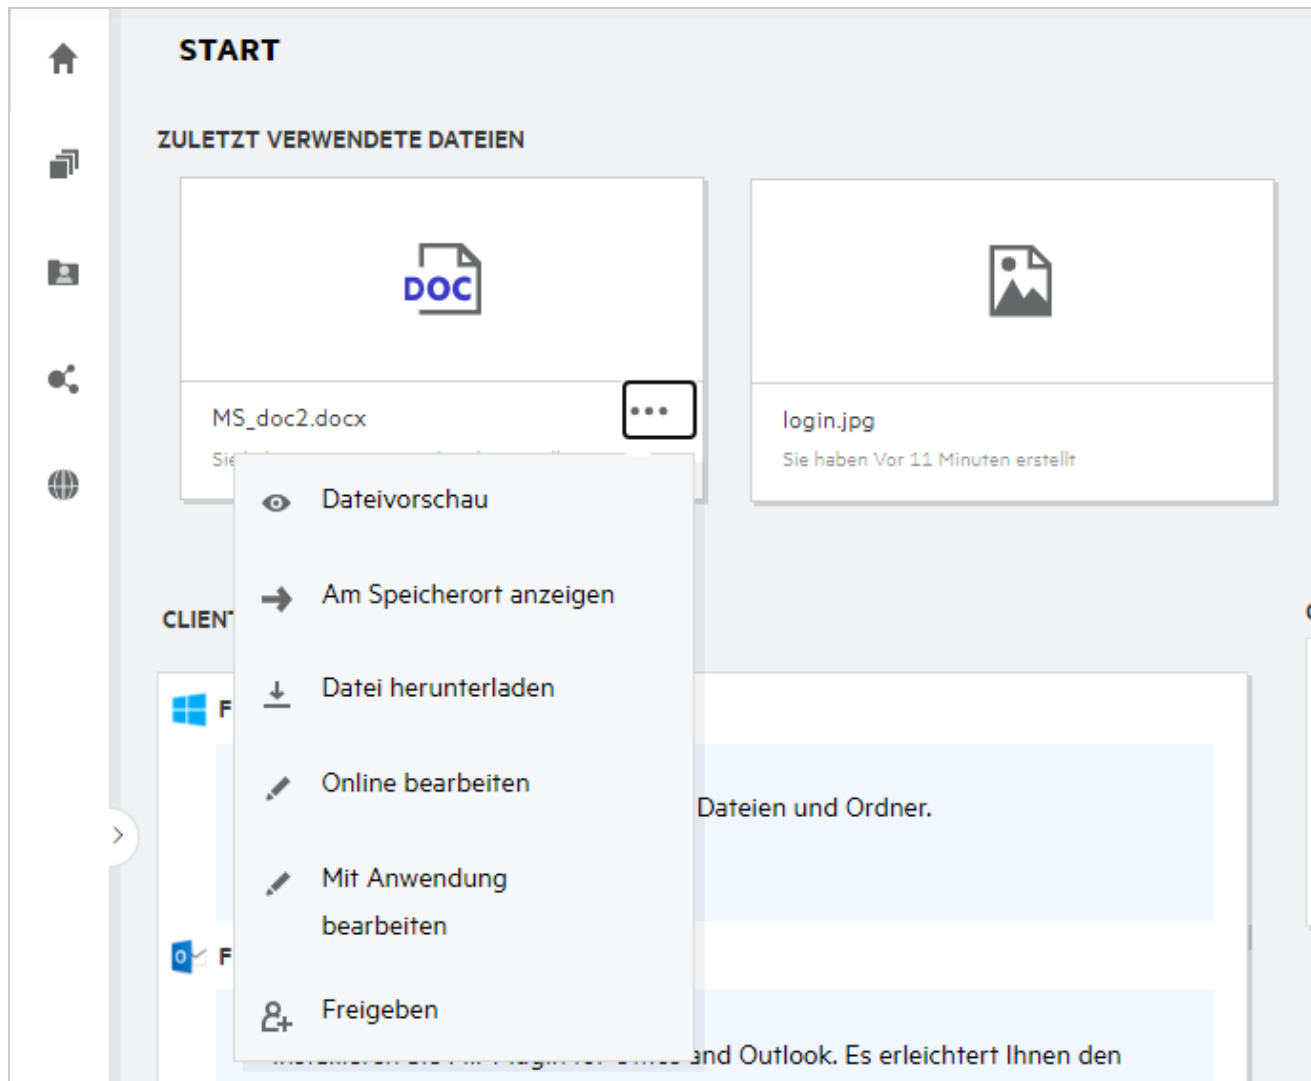 START
ZULETZT VERWENDETE DATEIEN
DOC
MS_doc2.docx
login.jpg
Sie haben Vor 11 Minuten erstellt
Dateivorschau
Am Speicherort anzeigen
CLIENT
Datei herunterladen
F
Online bearbeiten
Dateien und Ordner.
Mit Anwendung
bearbeiten
F
Freigeben
and Outlook. Es erleichtert Ihnen den